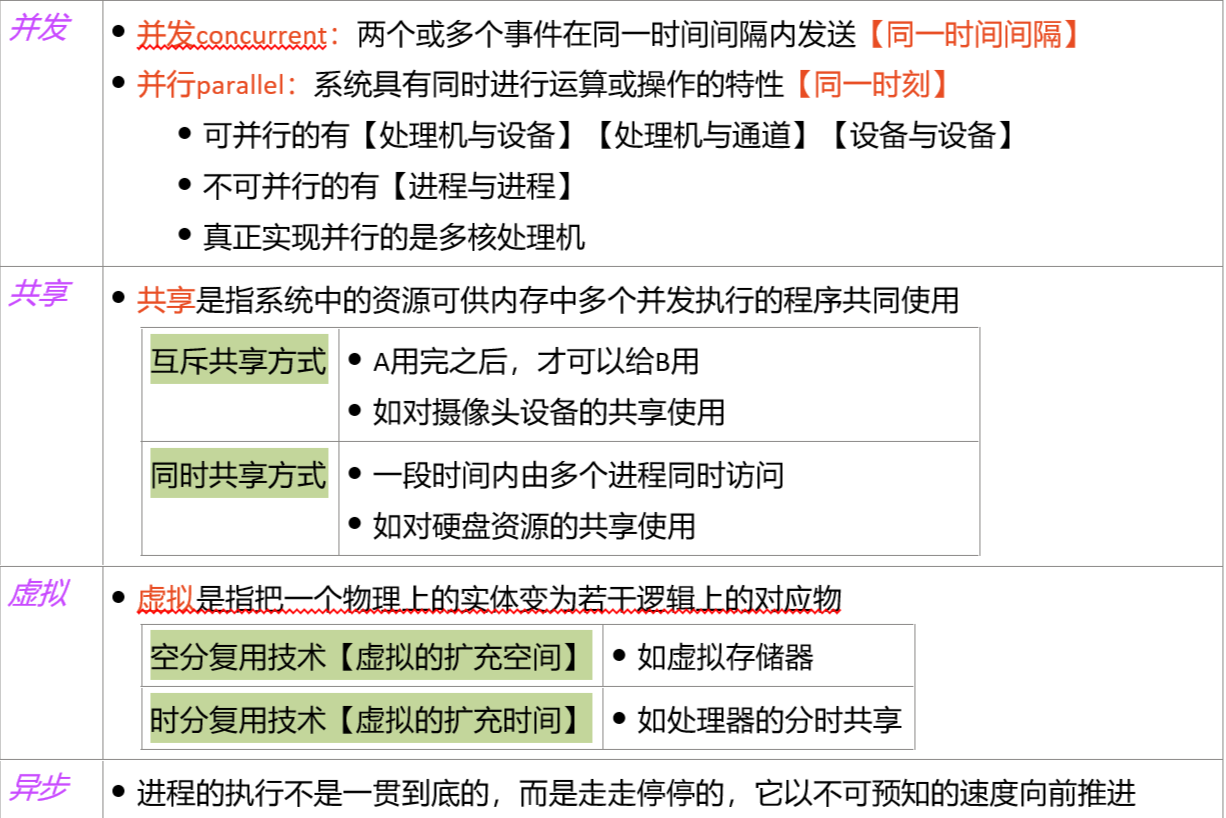 并发
• 并发concurrent：两个或多个事件在同一时间间隔内发送【同一时间间隔】
• 并行parallel：系统具有同时进行运算或操作的特性【同一时刻】
• 可并行的有【处理机与设备】【处理机与通道】【设备与设备】
• 不可并行的有【进程与进程】
• 真正实现并行的是多核处理机
共享
• 共享是指系统中的资源可供内存中多个并发执行的程序共同使用
互斥共享方式
• A用完之后，才可以给B用
• 如对摄像头设备的共享使用
同时共享方式
• 一段时间内由多个进程同时访问
• 如对硬盘资源的共享使用
虚拟
• 虚拟是指把一个物理上的实体变为若干逻辑上的对应物
空分复用技术【虚拟的扩充空间】 • 如虚拟存储器
时分复用技术【虚拟的扩充时间】 • 如处理器的分时共享
异步
• 进程的执行不是一贯到底的，而是走走停停的，它以不可预知的速度向前推进